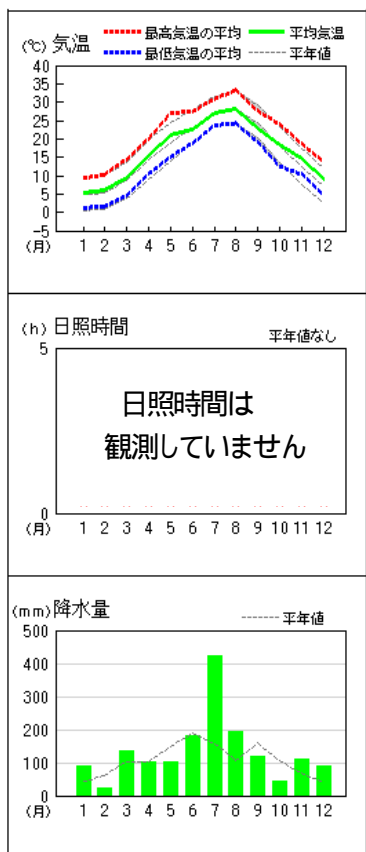 (℃) 気温
最高気温の平均 平均気温
最低気温の平均 平年値
40
35
30
25
20
15
10
5
0
-5
(月) 1 2 3 4 5 6 7 8 9 10 11 12
(h) 日照時間
平年値なし
5
日照時間は
観測していません
0
(月) 1 2 3 4 5 6 7 8 9 10 11 12
(mm) 降水量
平年値
500
400
300
200
100
0
(月) 1 2 3 4 5 6 7 8 9 10 11 12